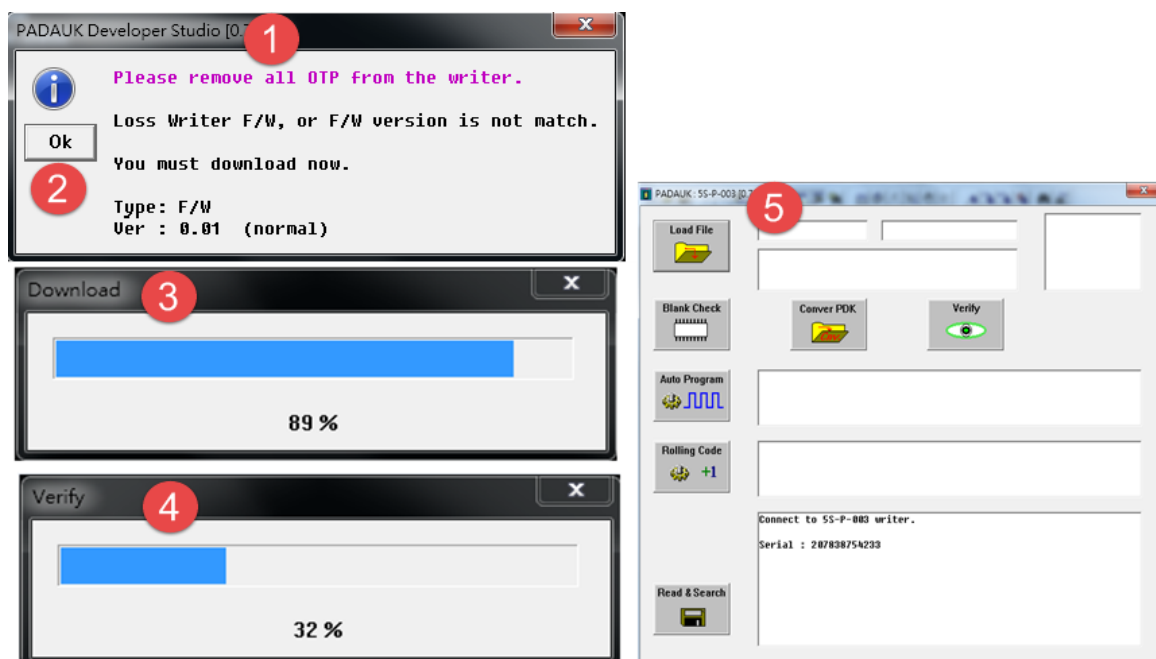 PADAUK Developer Studio [0.
1
Please remove all OTP from the writer.
Loss Writer F/W, or F/W version is not match.
Ok
You must download now.
2
Type: F/W
Ver : 0.01 (normal)
Download
3
89 %
Verify
4
32 %
PADAUK : 5S-P-003 [0.
5
Load File
Blank Check
Conver PDK
Verify
Auto Program
Rolling Code
+1
Connect to 5S-P-003 writer.
Serial : 207838754233
Read & Search